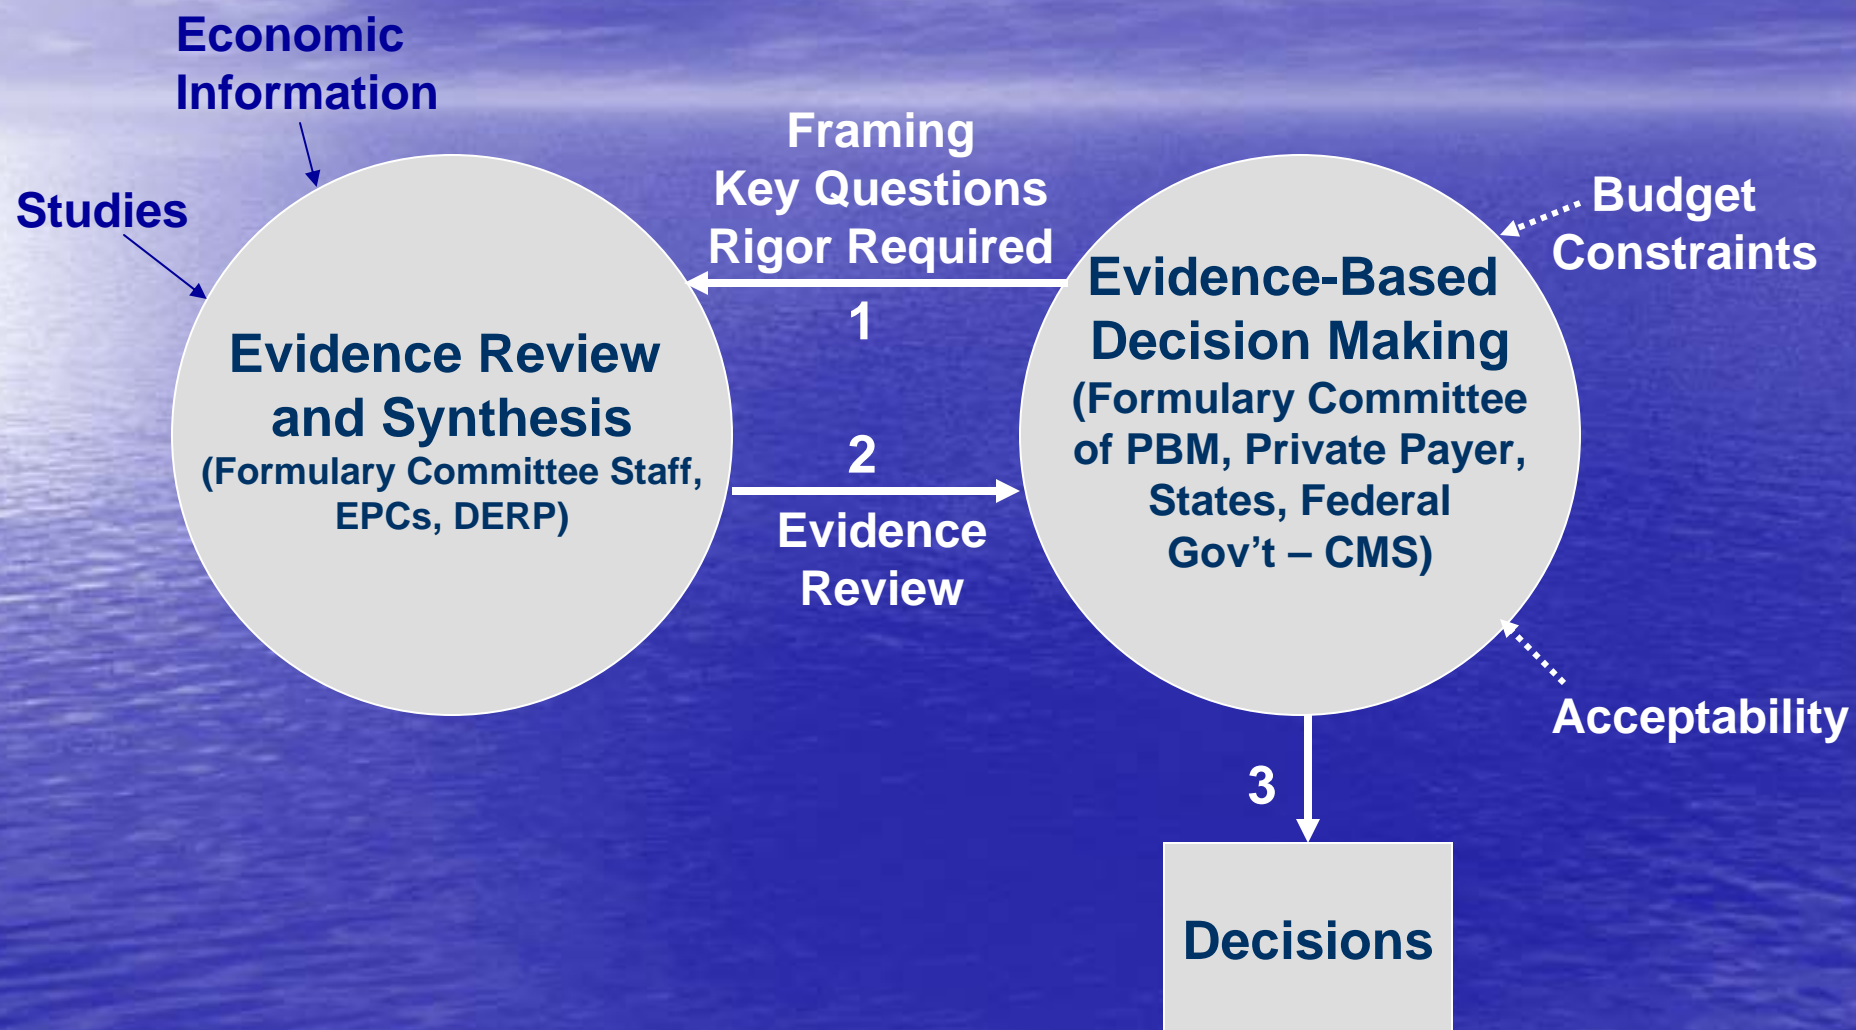 Economic
Information
Studies
Framing
Key Questions
Rigor Required
1
Evidence Review
and Synthesis
(Formulary Committee Staff,
EPCs, DERP)
2
Evidence
Review
Evidence-Based
Decision Making
(Formulary Committee
of PBM, Private Payer,
States, Federal
Gov’t – CMS)
Budget
Constraints
Acceptability
3
Decisions